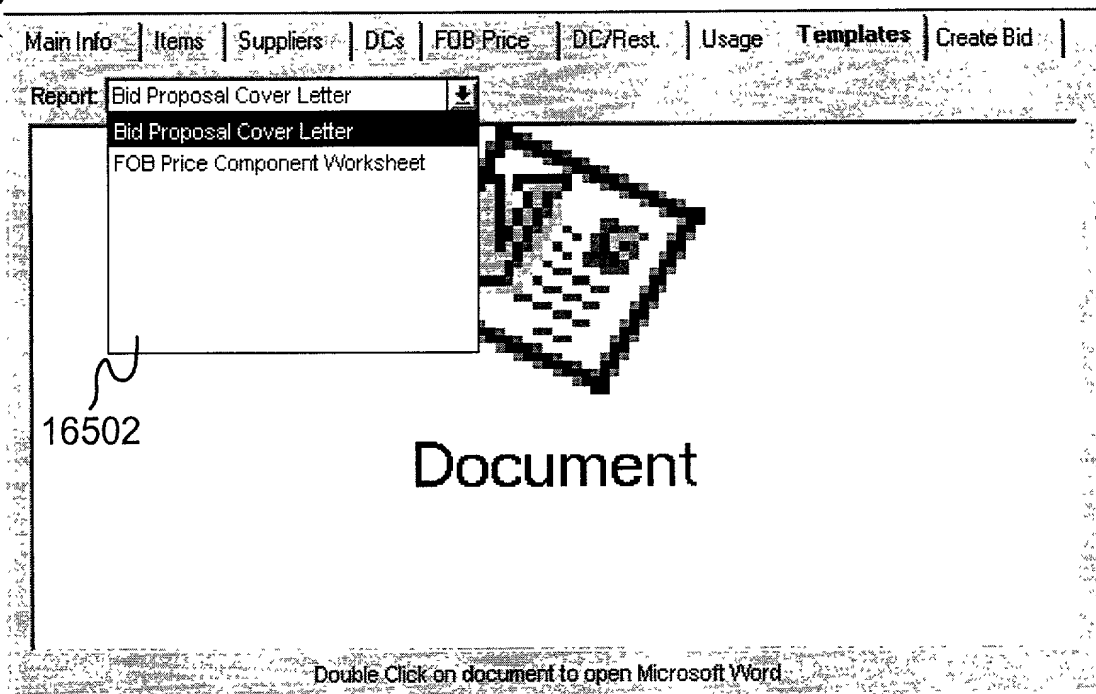 Main Info Items Suppliers DCs FOB Price DC/Rest. Usage Templates Create Bid
Report: Bid Proposal Cover Letter
Bid Proposal Cover Letter
FOB Price Component Worksheet
16502
Document
Double Click on document to open Microsoft Word